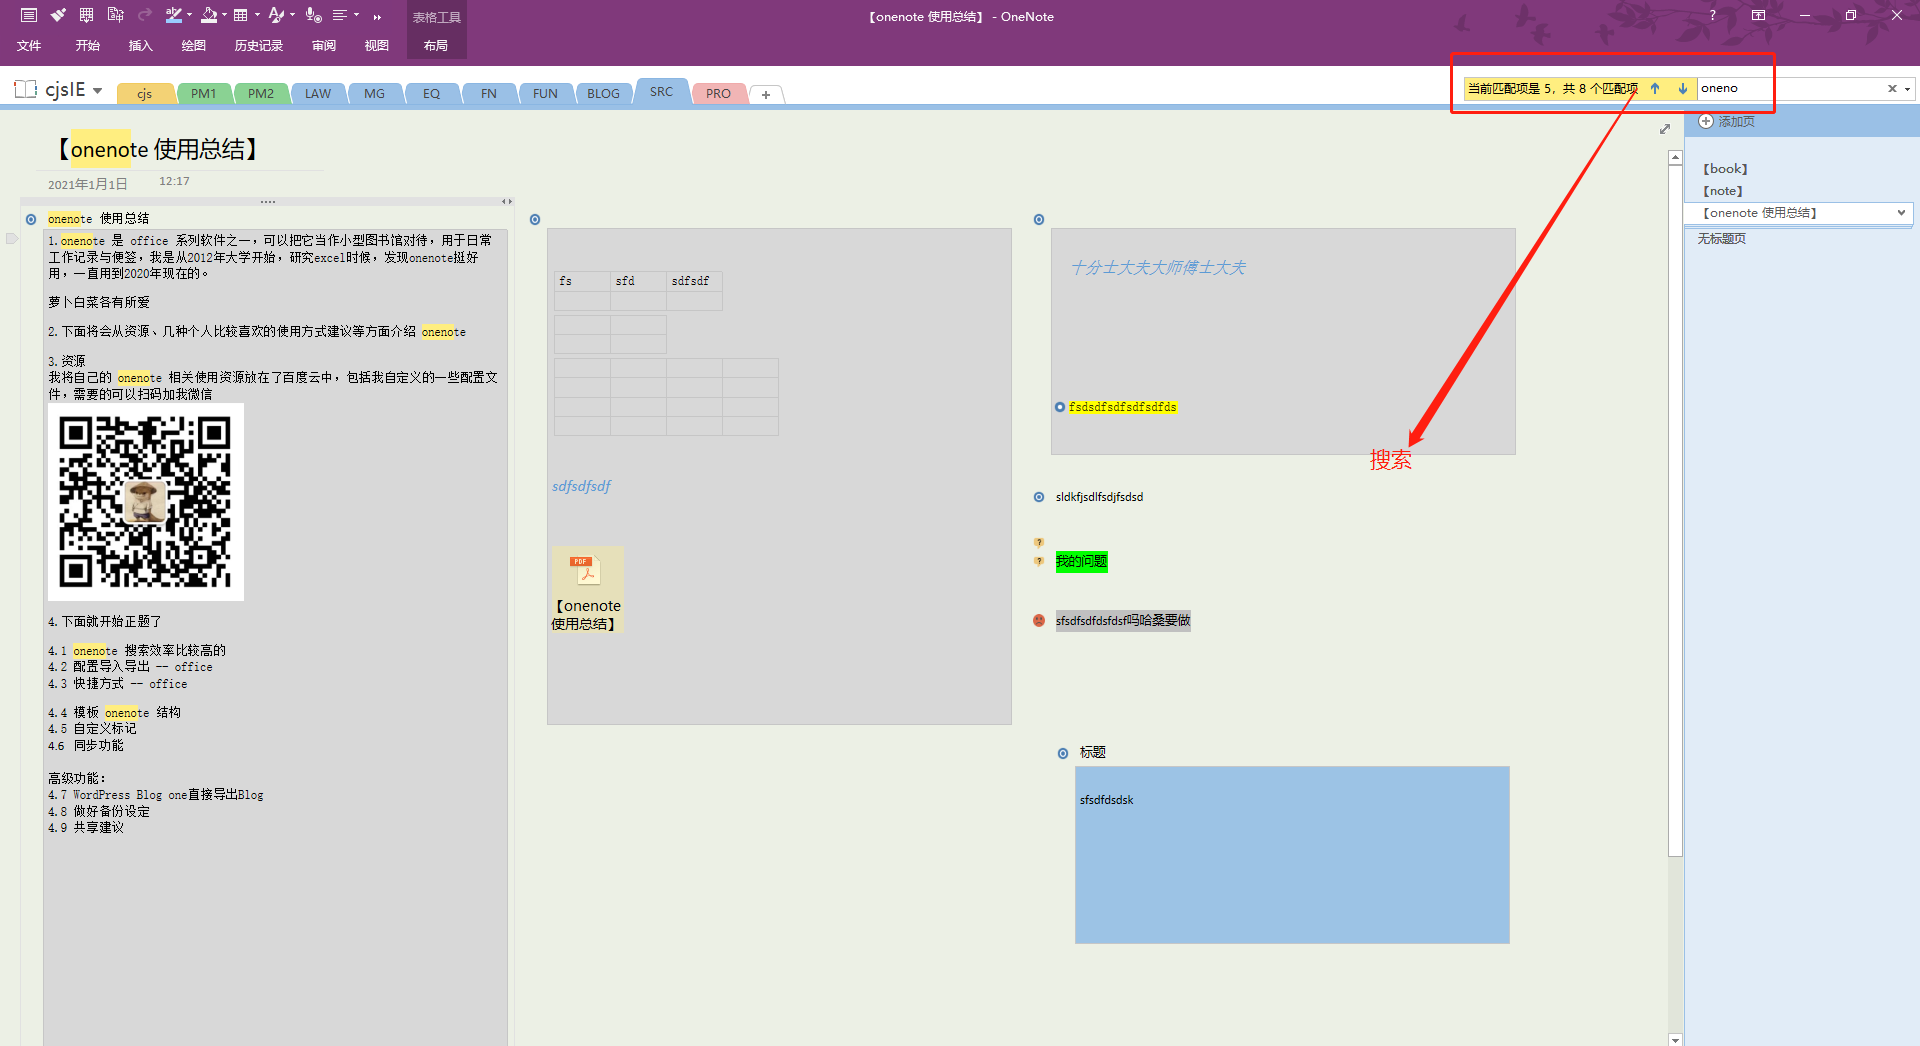 表格工具
【onenote 使用总结】 - OneNote
文件 开始 插入 绘图 历史记录 审阅 视图 布局
cjsIE
cjs PM1 PM2 LAW MG EQ FN FUN BLOG SRC PRO
当前匹配项是 5，共 8 个匹配项
oneno
添加页
【book】
【note】
【onenote 使用总结】
无标题页
【onenote 使用总结】
2021年1月1日 12:17
onenote 使用总结
1.onenote 是 office 系列软件之一，可以把它当作小型图书馆对待，用于日常
工作记录与便签，我是从2012年大学开始，研究excel时候，发现onenote挺好
用，一直用到2020年现在的。
萝卜白菜各有所爱
2.下面将会从资源、几种个人比较喜欢的使用方式建议等方面介绍 onenote
3.资源
我将自己的 onenote 相关使用资源放在了百度云中，包括我自定义的一些配置文
件，需要的可以扫码加我微信
4.下面就开始正题了
4.1 onenote 搜索效率比较高的
4.2 配置导入导出 -- office
4.3 快捷方式 -- office
4.4 模板 onenote 结构
4.5 自定义标记
4.6 同步功能
高级功能：
4.7 WordPress Blog one直接导出Blog
4.8 做好备份设定
4.9 共享建议
fs sfd sdfsdf
sdfsdfsdf
PDF
【onenote
使用总结】
十分士大夫大师傅士大夫
fsdsdfsdfsdfsdfds
搜索
sldkfjsdlfsdjfsdsd
我的问题
sfsdfsdfdsfdsf吗哈桑要做
标题
sfsdfdsdsk